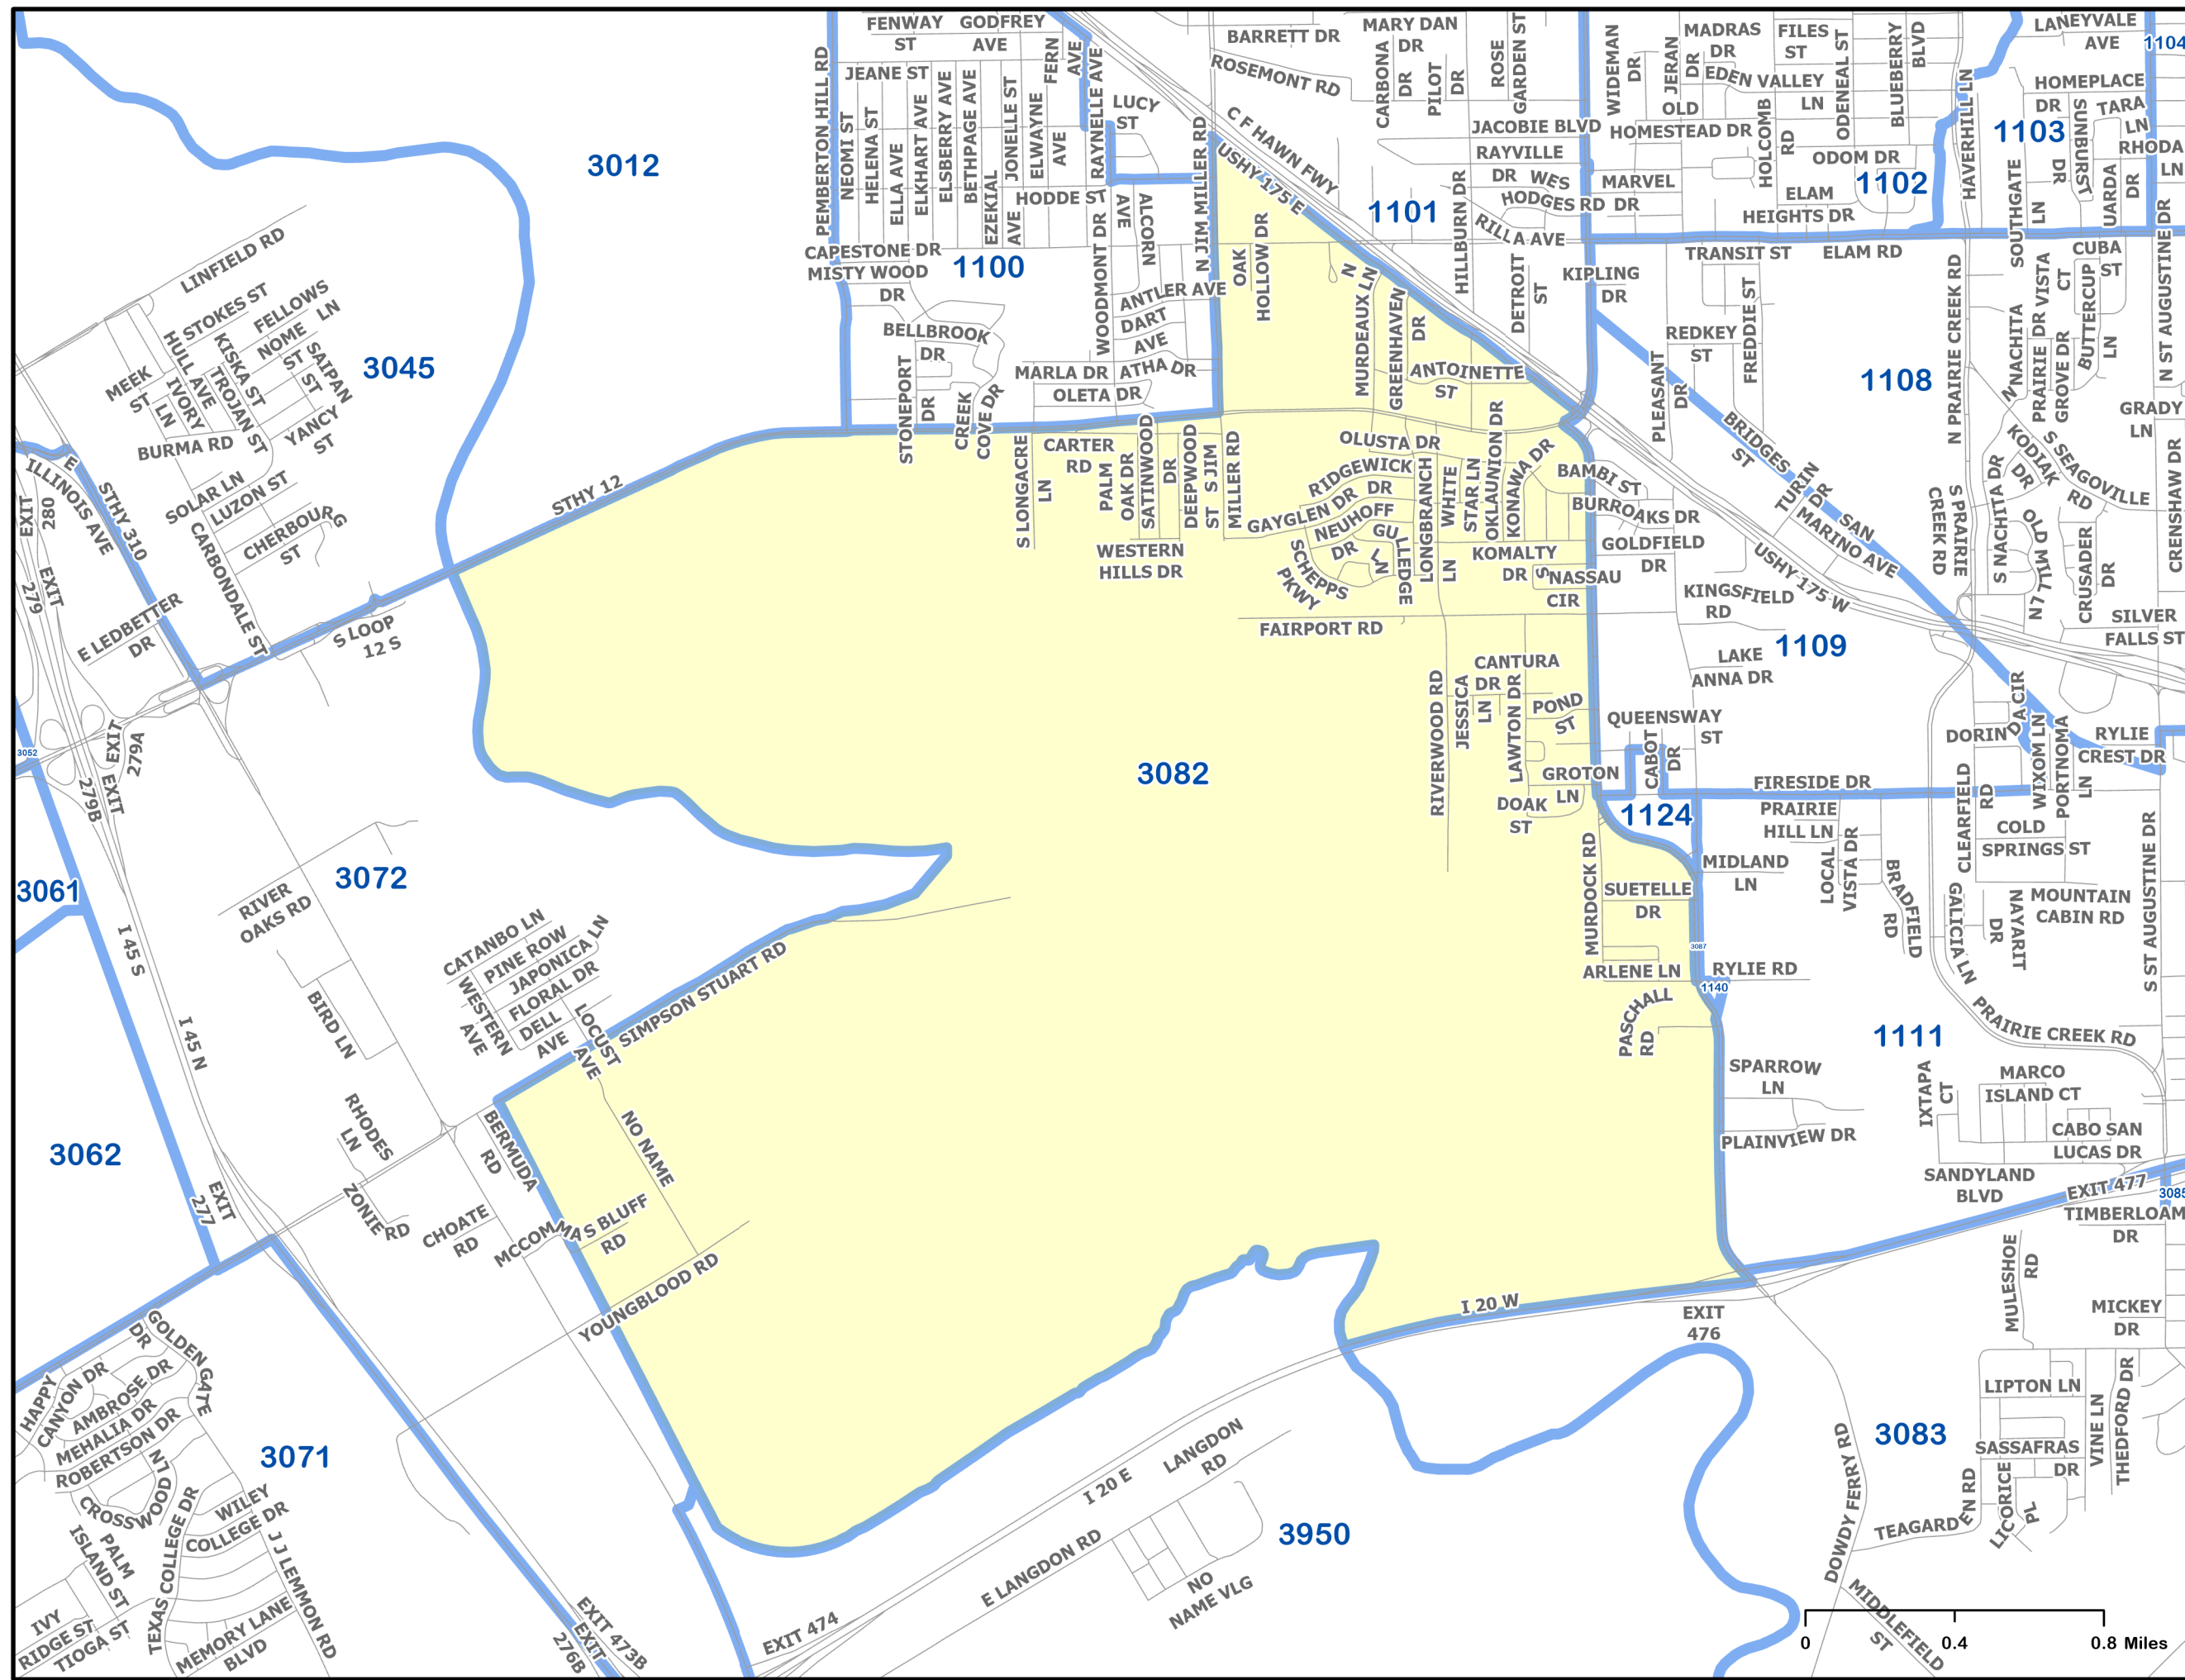 FENWAY
ST
GODFREY
AVE
FERN
AVE
BARRETT DR
MARY DAN
DR
ROSE
GARDEN ST
WIDEMAN
DR
JERAN
DR
MADRAS
DR
FILES
ST
ODENEAL ST
BLUEBERRY
BLVD
LANEYVALE
AVE
1104
PEMBERTON HILL RD
JEANE ST
NEOMI ST
HELENA ST
ELLA AVE
ELKHART AVE
ELSBERRY AVE
BETHPAGE AVE
EZEKIAL
AVE
JONELLE ST
ELWAYNE
AVE
RAYNELLE AVE
LUCY
ST
ROSEMONT RD
CARBONA
DR
PILOT
DR
EDEN VALLEY
LN
OLD
HOMESTEAD DR
HOLCOMB
RD
HAVERHILL LN
HOMEPLACE
DR
SUNBURST
DR
TARA
LN
RHODA
LN
1103
UARDA
DR
C F HAWN FWY
USHY 175 E
JACOBIE BLVD
RAYVILLE
DR
WES
HODGES RD
MARVEL
DR
ODOM DR
1102
ELAM
HEIGHTS DR
SOUTHGATE
LN
3012
HODDE ST
N JIM MILLER RD
1101
HILLBURN DR
RILLA AVE
TRANSIT ST
ELAM RD
CUBA
ST
N ST AUGUSTINE DR
LINFIELD RD
CAPESTONE DR
MISTY WOOD
DR
1100
WOODMONT DR
AVE
ALCORN
ANTLER AVE
DART
AVE
OAK
HOLLOW DR
N
MURDEAUX LN
GREENHAVEN
DR
DETROIT
ST
KIPLING
DR
REDKEY
ST
FREDDIE ST
N PRAIRIE CREEK RD
N NACHITA
DR
PRAIRIE VISTA
CT
GROVE DR
BUTTERCUP
LN
STOKES ST
HULL AVE
FELLOWS
LN
NOME
ST
KISKA ST
SAIPAN
ST
TROJAN ST
MEEK
ST
IVORY
LN
3045
BELLBROOK
DR
STONEPORT
DR
CREEK
COVE DR
MARLA DR
ATHA DR
OLETA DR
ANTOINETTE
ST
PLEASANT
DR
1108
GRADY
LN
YANCY
ST
BURMA RD
SOLAR LN
LUZON ST
CHERBOURG
ST
E
ILLINOIS AVE
STHY 310
EXIT
280
STHY 12
S LONGACRE
LN
CARTER
RD
PALM
OAK DR
SATINWOOD
DR
DEEPWOOD
ST
S JIM
MILLER RD
OLUSTA DR
RIDGEWICK
DR
GAYGLEN DR
NEUHOFF
DR
GULLEDGE
LN
LONGBRANCH
LN
WHITE
STAR LN
OKLAUNION DR
KONAWA DR
BAMBI ST
BURROAKS DR
GOLDFIELD
DR
BRIDGES
ST
TURIN
DR
SAN
MARINO AVE
USHY 175 W
S PRAIRIE
CREEK RD
S NACHITA DR
KODIAK
DR
S SEAGOVILLE
RD
OLD MILL LN
CRUSADER
DR
CRENSHAW DR
WESTERN
HILLS DR
SCHEPPS
PKWY
KOMALTY
DR
S NASSAU
CIR
KINGSFIELD
RD
SILVER
FALLS ST
CARBONDALE ST
EXIT
279
E LEDBETTER
DR
S LOOP
12 S
FAIRPORT RD
1109
LAKE
ANNA DR
CANTURA
DR
RIVERWOOD RD
JESSICA
LN
LAWTON DR
POND
ST
QUEENSWAY
ST
CABOT
DR
DORIN
DA CIR
WIXOM LN
PORTNOMA
LN
RYLIE
CREST DR
3052
EXIT
279A
EXIT
279B
3082
GROTON
LN
DOAK
ST
1124
FIRESIDE DR
PRAIRIE
HILL LN
CLEARFIELD
RD
COLD
SPRINGS ST
3061
3072
RIVER
OAKS RD
MURDOCK RD
SUETELLE
DR
MIDLAND
LN
LOCAL
VISTA DR
BRADFIELD
RD
GALICIA LN
NAYARIT
DR
MOUNTAIN
CABIN RD
S ST AUGUSTINE DR
I 45 S
CATANBO LN
PINE ROW
JAPONICA LN
FLORAL DR
DELL
AVE
WESTERN
AVE
LOCUST
AVE
SIMPSON STUART RD
3087
ARLENE LN
RYLIE RD
1140
BIRD LN
I 45 N
PASCHALL
RD
1111
PRAIRIE CREEK RD
RHODES
LN
BERMUDA
RD
NO NAME
SPARROW
LN
PLAINVIEW DR
IXTAPA
CT
MARCO
ISLAND CT
CABO SAN
LUCAS DR
3062
EXIT
277
ZONIE RD
CHOATE
RD
MCCOMMAS BLUFF
RD
SANDYLAND
BLVD
EXIT 477
3085
TIMBERLOAM
DR
YOUNGBLOOD RD
I 20 W
EXIT
476
MULESHOE
RD
MICKEY
DR
GOLDEN GATE
DR
HAPPY
CANYON DR
AMBROSE DR
MEHALIA DR
ROBERTSON DR
CROSSWOOD LN
3071
WILEY
COLLEGE DR
TEXAS COLLEGE DR
PALM
ISLAND ST
J J LEMMON RD
IVY
RIDGE ST
TIOGA ST
MEMORY LANE
BLVD
EXIT 473B
EXIT
276B
EXIT 474
I 20 E
LANGDON
RD
E LANGDON RD
NO
NAME VLG
3950
3083
DOWDY FERRY RD
LIPTON LN
SASSAFRAS
DR
VINE LN
THEDFORD DR
TEAGARDEN RD
LICORICE
PL
MIDDLEFIELD
ST
0 0.4 0.8 Miles